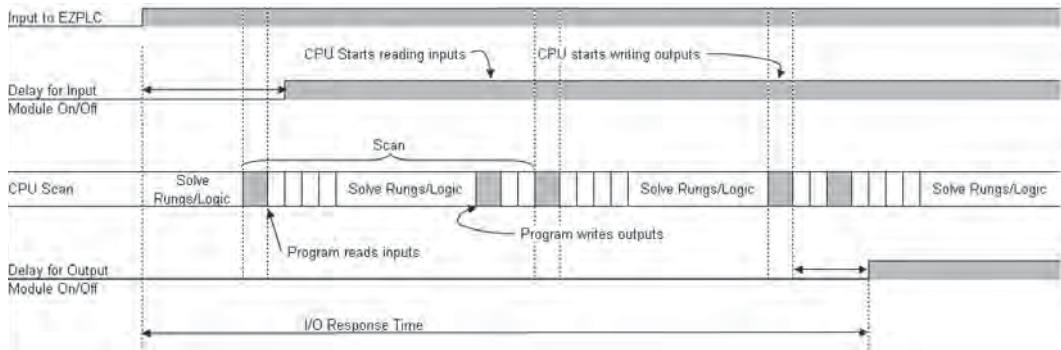 Input to EZPLC
CPU Starts reading inputs
CPU starts writing outputs
Delay for Input
Module On/Off
Scan
CPU Scan
Solve
Rungs/Logic
Solve Rungs/Logic
Solve Rungs/Logic
Solve Rungs/Logic
Program writes outputs
Program reads inputs
Delay for Output
Module On/Off
I/O Response Time